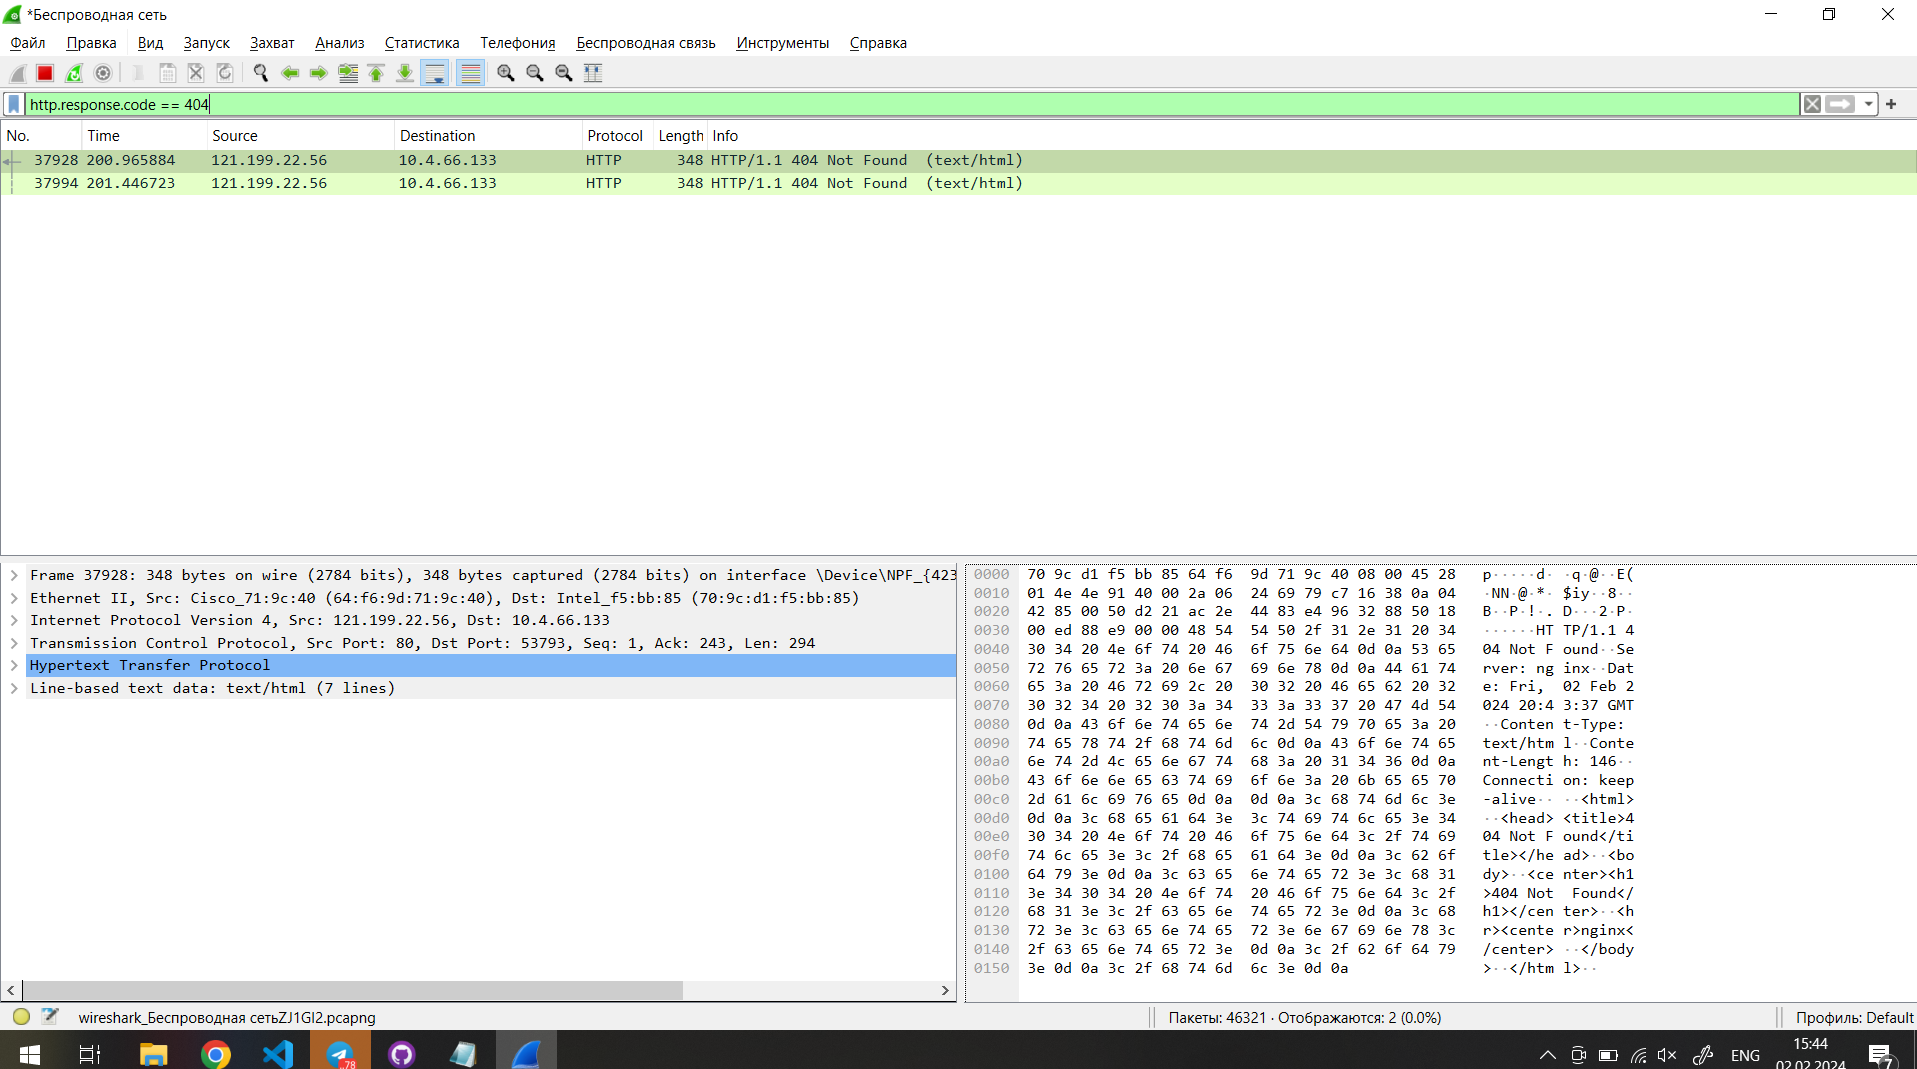 *Беспроводная сеть
Файл Правка Вид Запуск Захват Анализ Статистика Телефония Беспроводная связь Инструменты Справка
http.response.code == 404
No. Time Source Destination Protocol Length Info
37928 200.965884 121.199.22.56 10.4.66.133 HTTP 348 HTTP/1.1 404 Not Found (text/html)
37994 201.446723 121.199.22.56 10.4.66.133 HTTP 348 HTTP/1.1 404 Not Found (text/html)
Frame 37928: 348 bytes on wire (2784 bits), 348 bytes captured (2784 bits) on interface \Device\NPF_{423
Ethernet II, Src: Cisco_71:9c:40 (64:f6:9d:71:9c:40), Dst: Intel_f5:bb:85 (70:9c:d1:f5:bb:85)
Internet Protocol Version 4, Src: 121.199.22.56, Dst: 10.4.66.133
Transmission Control Protocol, Src Port: 80, Dst Port: 53793, Seq: 1, Ack: 243, Len: 294
Hypertext Transfer Protocol
Line-based text data: text/html (7 lines)
0000 70 9c d1 f5 bb 85 64 f6 9d 71 9c 40 08 00 45 28 p·····d· ·q·@··E(
0010 01 4e 4e 91 40 00 2a 06 24 69 79 c7 16 38 0a 04 ·NN·@·*· $iy··8··
0020 42 85 00 50 d2 21 ac 2e 44 83 e4 96 32 88 50 18 B··P·!·. D···2·P·
0030 00 ed 88 e9 00 00 48 54 54 50 2f 31 2e 31 20 34 ······HT TP/1.1 4
0040 30 34 20 4e 6f 74 20 46 6f 75 6e 64 0d 0a 53 65 04 Not F ound··Se
0050 72 76 65 72 3a 20 6e 67 69 6e 78 0d 0a 44 61 74 rver: ng inx··Dat
0060 65 3a 20 46 72 69 2c 20 30 32 20 46 65 62 20 32 e: Fri, 02 Feb 2
0070 30 32 34 20 32 30 3a 34 33 3a 33 37 20 47 4d 54 024 20:4 3:37 GMT
0080 0d 0a 43 6f 6e 74 65 6e 74 2d 54 79 70 65 3a 20 ··Conten t-Type:
0090 74 65 78 74 2f 68 74 6d 6c 0d 0a 43 6f 6e 74 65 text/htm l··Conte
00a0 6e 74 2d 4c 65 6e 67 74 68 3a 20 31 34 36 0d 0a nt-Lengt h: 146··
00b0 43 6f 6e 6e 65 63 74 69 6f 6e 3a 20 6b 65 65 70 Connecti on: keep
00c0 2d 61 6c 69 76 65 0d 0a 0d 0a 3c 68 74 6d 6c 3e -alive·· ··<html>
00d0 0d 0a 3c 68 65 61 64 3e 3c 74 69 74 6c 65 3e 34 ··<head> <title>4
00e0 30 34 20 4e 6f 74 20 46 6f 75 6e 64 3c 2f 74 69 04 Not F ound</ti
00f0 74 6c 65 3e 3c 2f 68 65 61 64 3e 0d 0a 3c 62 6f tle></he ad>··<bo
0100 64 79 3e 0d 0a 3c 63 65 6e 74 65 72 3e 3c 68 31 dy>··<ce nter><h1
0110 3e 34 30 34 20 4e 6f 74 20 46 6f 75 6e 64 3c 2f >404 Not Found</
0120 68 31 3e 3c 2f 63 65 6e 74 65 72 3e 0d 0a 3c 68 h1></cen ter>··<h
0130 72 3e 3c 63 65 6e 74 65 72 3e 6e 67 69 6e 78 3c r><cente r>nginx<
0140 2f 63 65 6e 74 65 72 3e 0d 0a 3c 2f 62 6f 64 79 /center> ··</body
0150 3e 0d 0a 3c 2f 68 74 6d 6c 3e 0d 0a >··</htm l>··
wireshark_Беспроводная сетьZJ1GI2.pcapng Пакеты: 46321 · Отображаются: 2 (0.0%) Профиль: Default
..78
ENG
15:44
02.02.2024
7